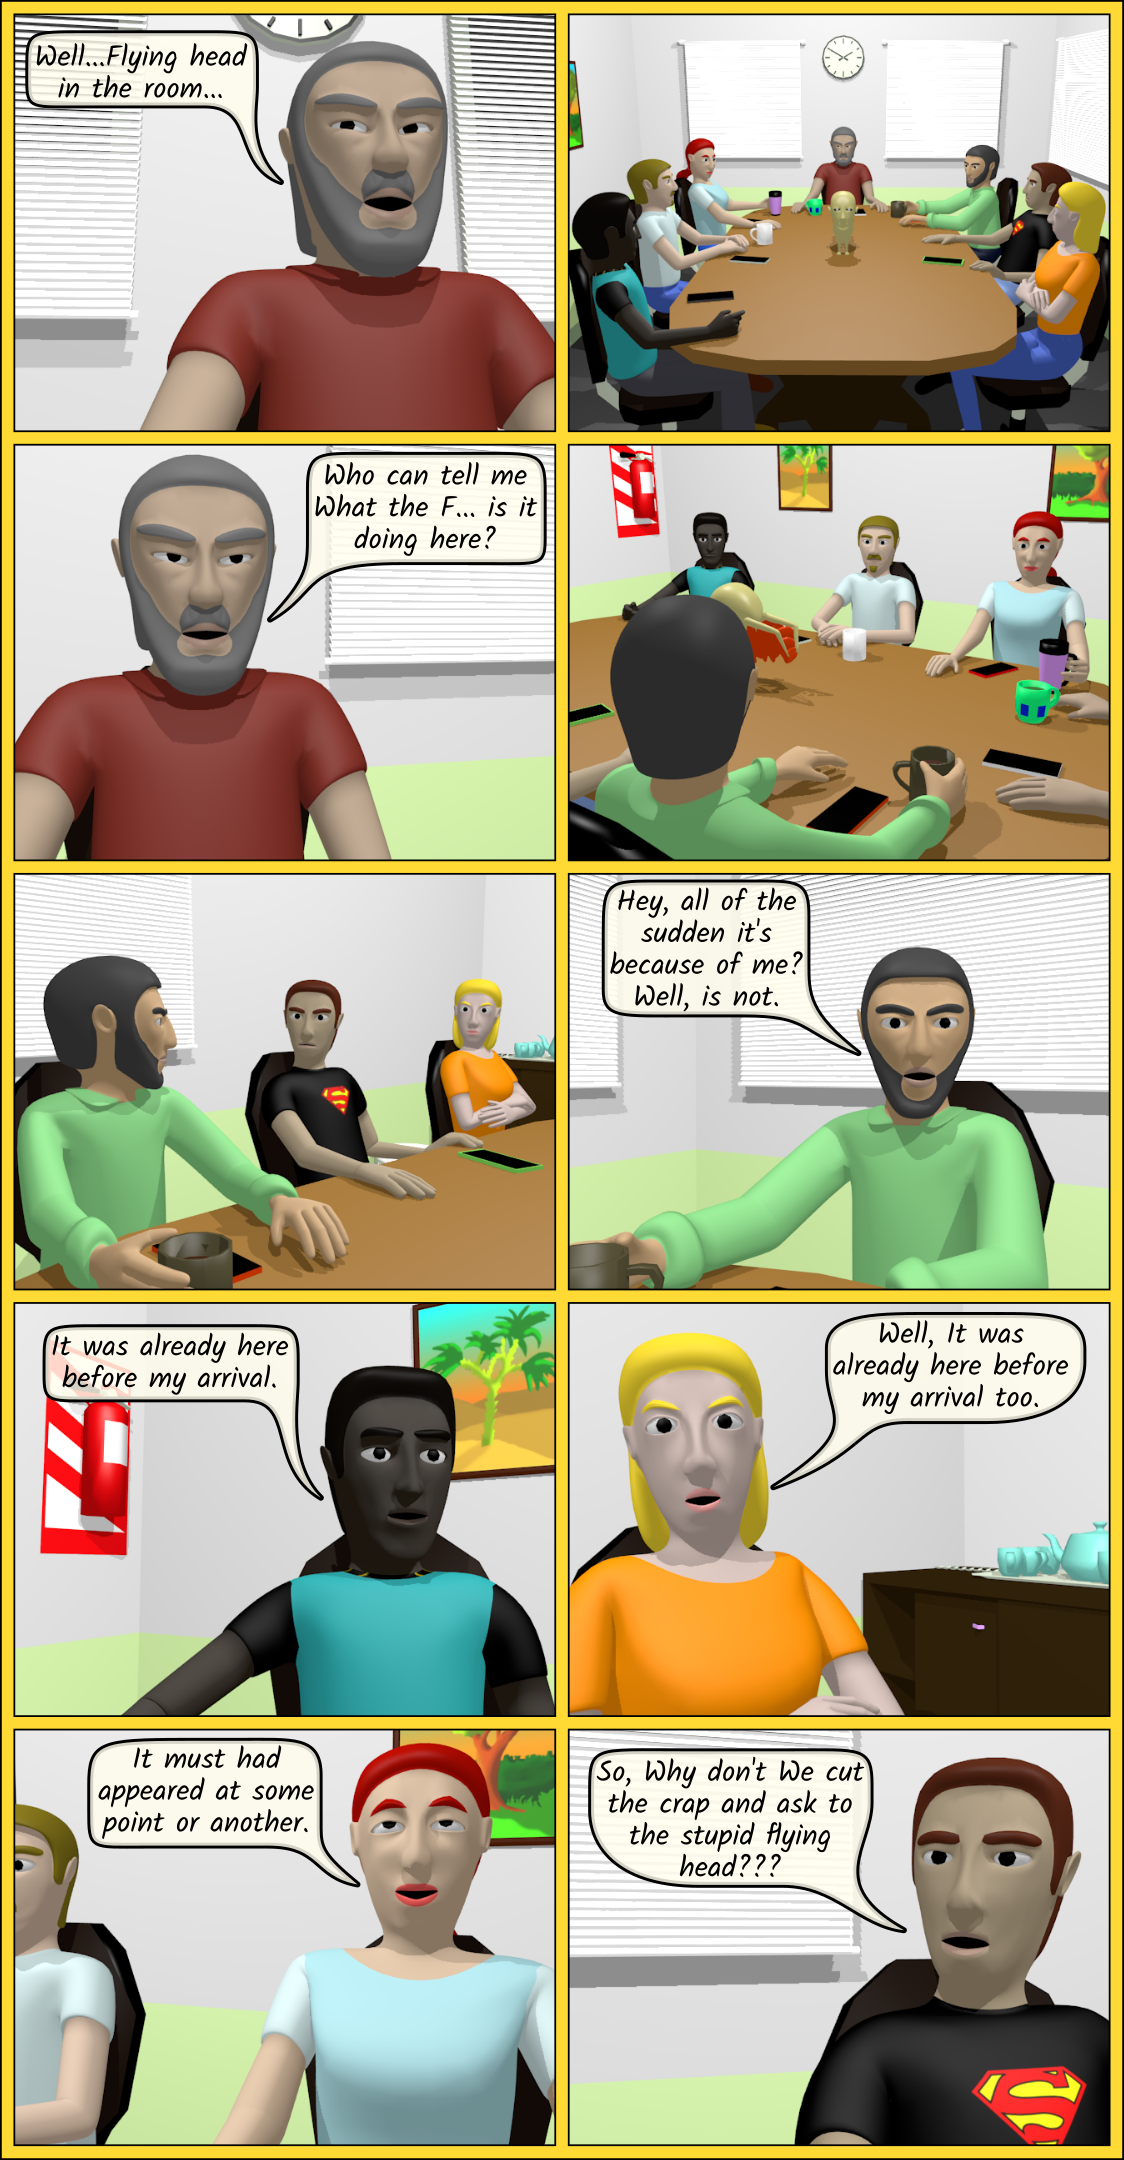 Well...Flying head
in the room...
Who can tell me
What the F... is it
doing here?
Hey, all of the
sudden it's
because of me?
Well, is not.
It was already here
before my arrival.
Well, It was
already here before
my arrival too.
It must had
appeared at some
point or another.
So, Why don't We cut
the crap and ask to
the stupid flying
head???